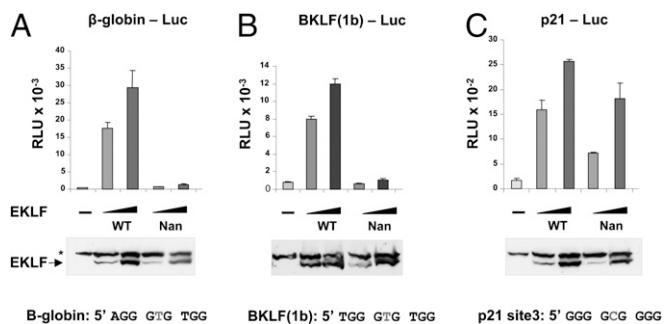 A β-globin – Luc
RLU x 10-3
40
35
30
25
20
15
10
5
0
EKLF
WT Nan
*
EKLF
B-globin: 5’ AGG GTG TGG
B BKLF(1b) – Luc
RLU x 10-3
14
12
10
8
6
4
2
0
WT Nan
BKLF(1b): 5’ TGG GTG TGG
C p21 – Luc
RLU x 10-2
30
25
20
15
10
5
0
WT Nan
p21 site3: 5’ GGG GCG GGG